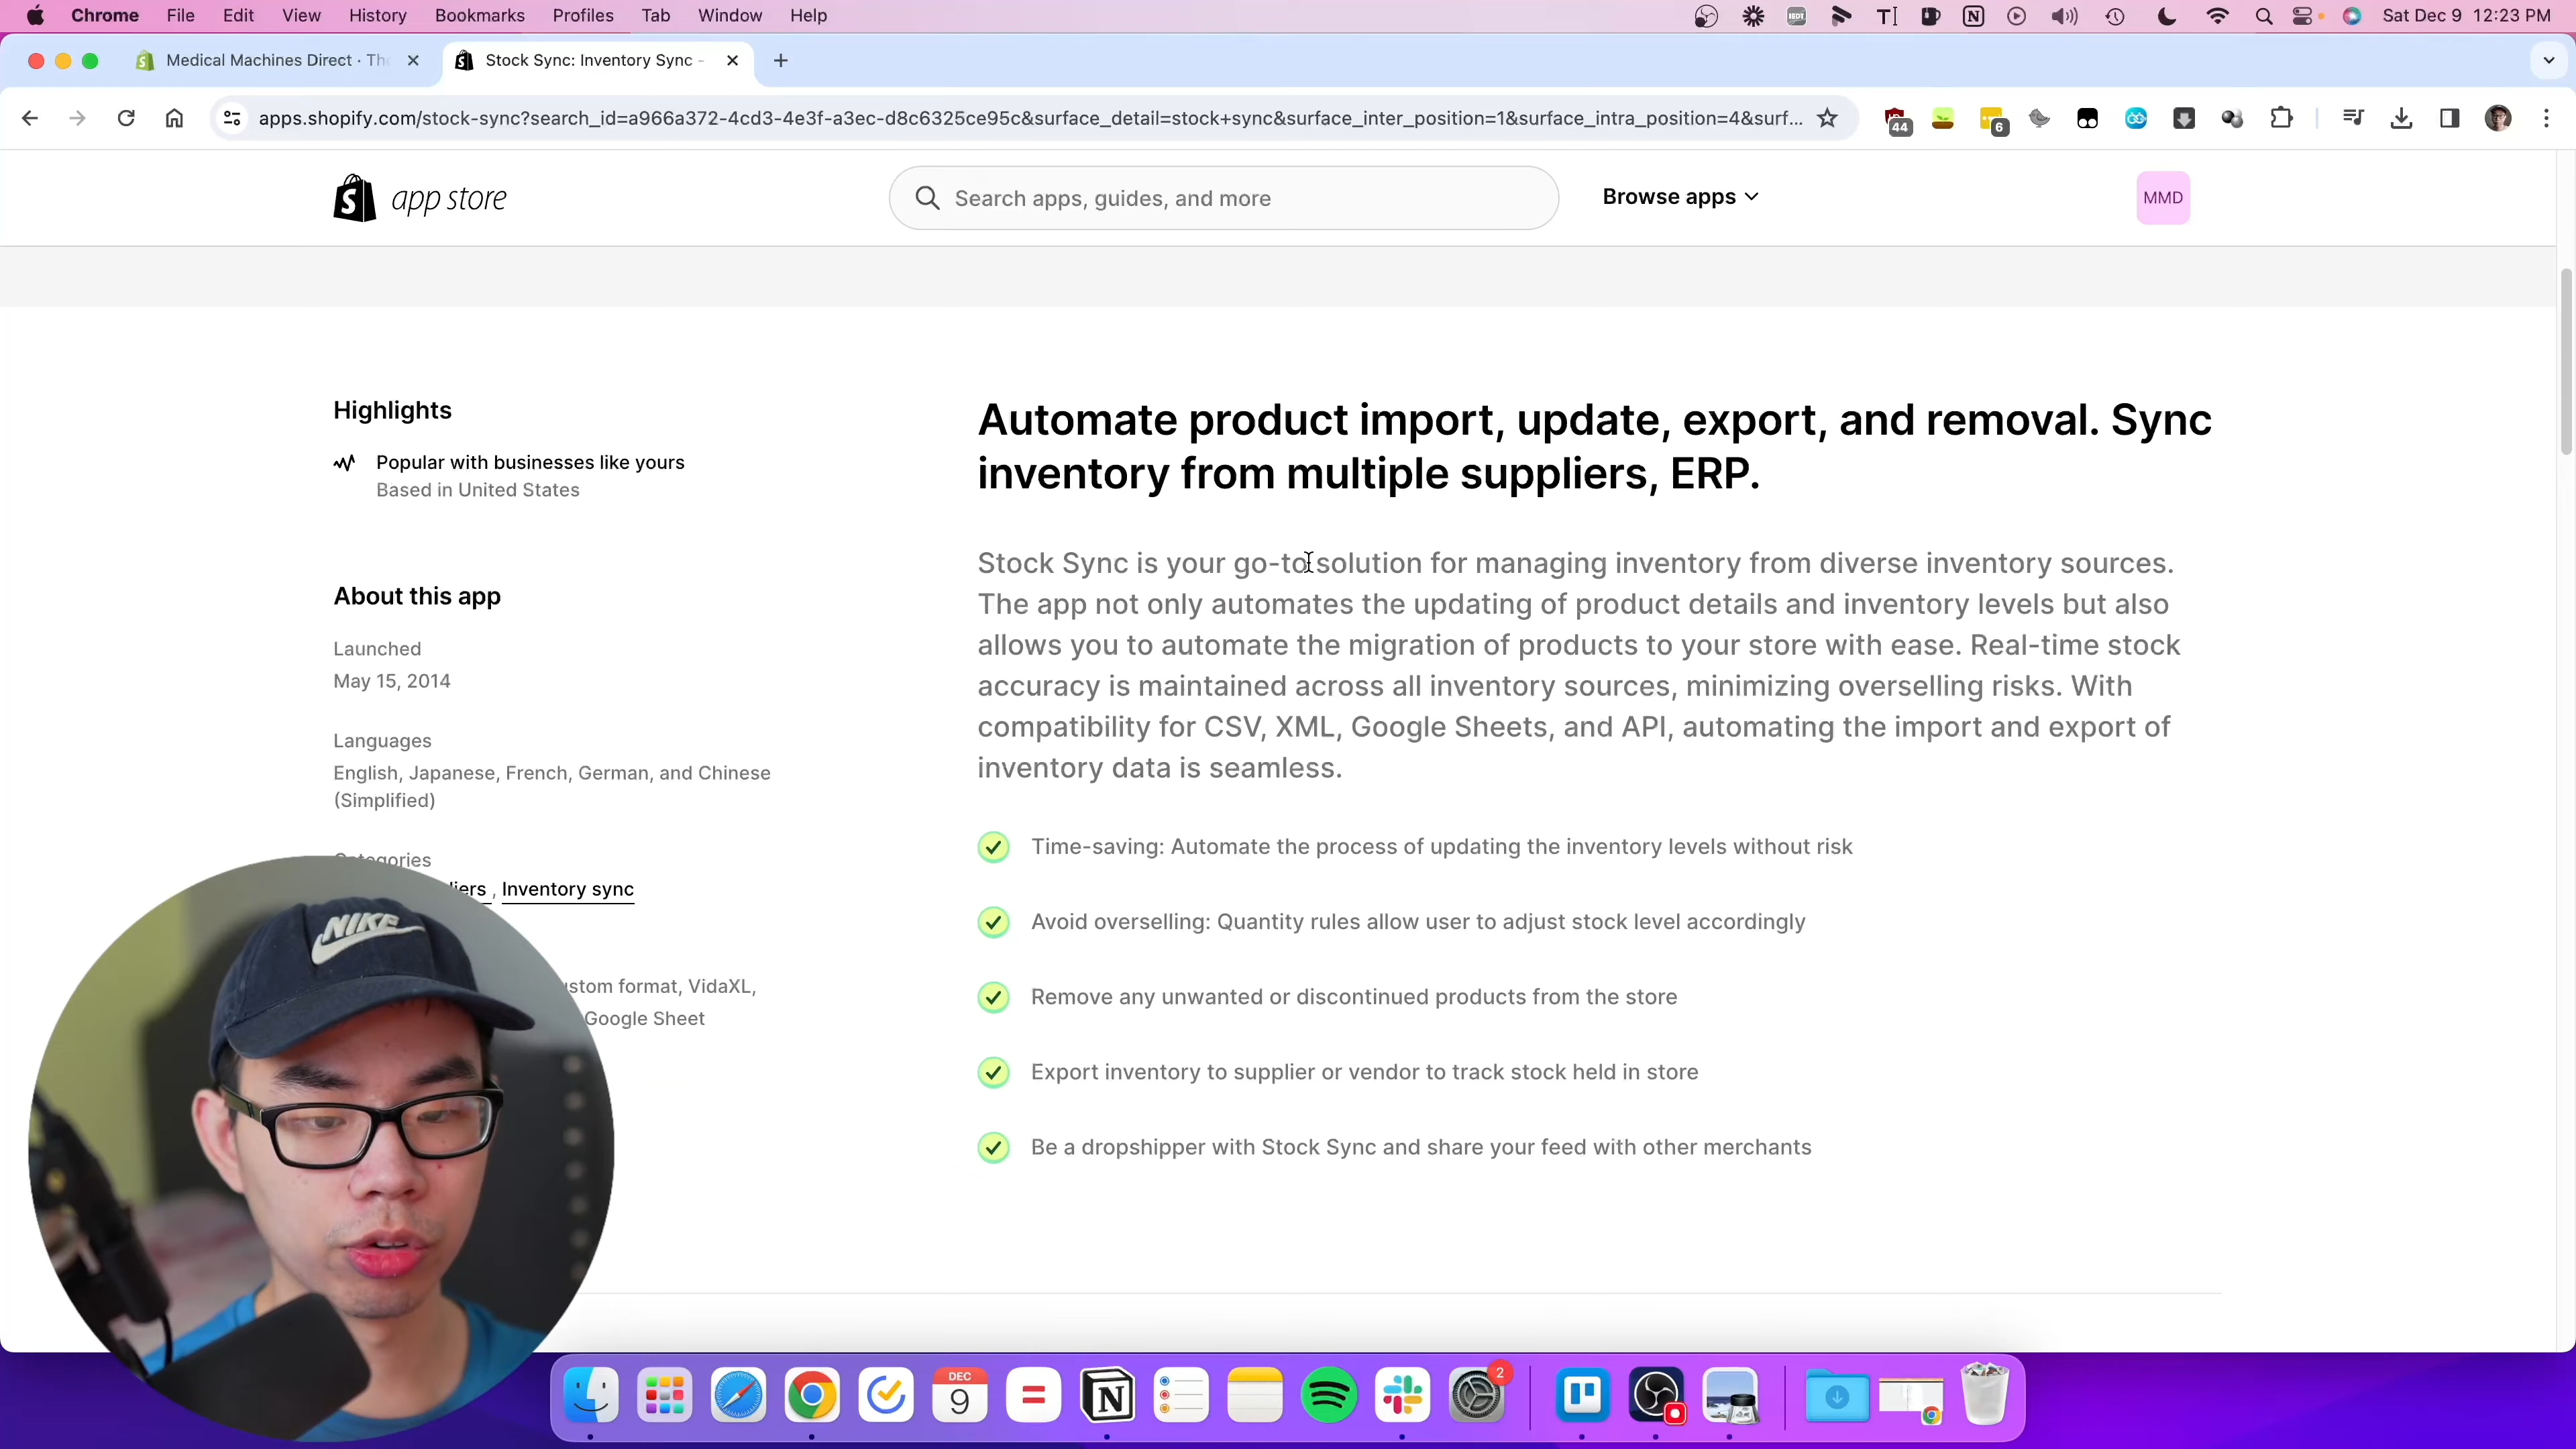 Chrome File Edit View History Bookmarks Profiles Tab Window Help
Sat Dec 9 12:23 PM
Medical Machines Direct · The
Stock Sync: Inventory Sync -
apps.shopify.com/stock-sync?search_id=a966a372-4cd3-4e3f-a3ec-d8c6325ce95c&surface_detail=stock+sync&surface_inter_position=1&surface_intra_position=4&surf...
44
6
app store
Search apps, guides, and more
Browse apps
MMD
Highlights
Popular with businesses like yours
Based in United States
About this app
Launched
May 15, 2014
Languages
English, Japanese, French, German, and Chinese
(Simplified)
Categories
liers , Inventory sync
stom format, VidaXL,
Google Sheet
Automate product import, update, export, and removal. Sync
inventory from multiple suppliers, ERP.
Stock Sync is your go-to solution for managing inventory from diverse inventory sources.
The app not only automates the updating of product details and inventory levels but also
allows you to automate the migration of products to your store with ease. Real-time stock
accuracy is maintained across all inventory sources, minimizing overselling risks. With
compatibility for CSV, XML, Google Sheets, and API, automating the import and export of
inventory data is seamless.
Time-saving: Automate the process of updating the inventory levels without risk
Avoid overselling: Quantity rules allow user to adjust stock level accordingly
Remove any unwanted or discontinued products from the store
Export inventory to supplier or vendor to track stock held in store
Be a dropshipper with Stock Sync and share your feed with other merchants
NIKE
DEC
9
2